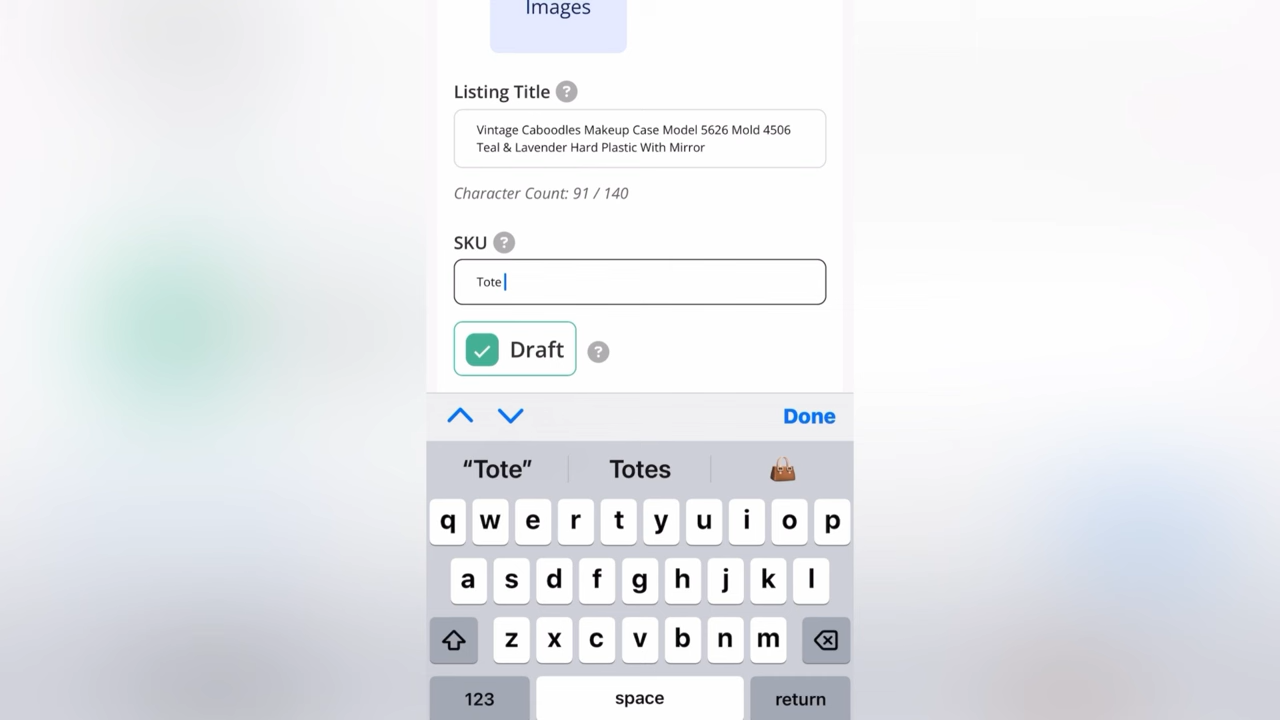 Images
Listing Title ?
Vintage Caboodles Makeup Case Model 5626 Mold 4506
Teal & Lavender Hard Plastic With Mirror
Character Count: 91 / 140
SKU ?
Tote
Draft ?
Done
“Tote” Totes
q w e r t y u i o p
a s d f g h j k l
z x c v b n m
123 space return